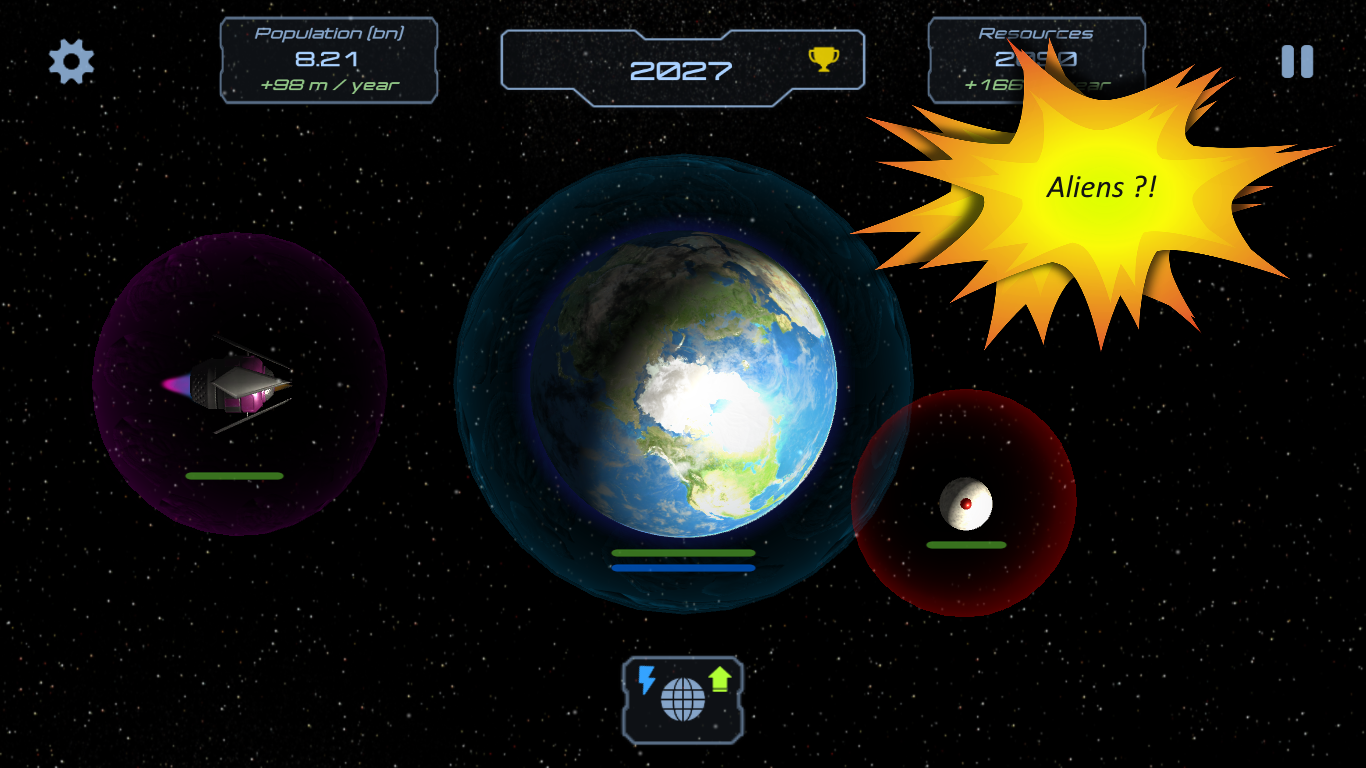 Population (bn)
8.21
+98 m / year
2027
Resources
Aliens ?!